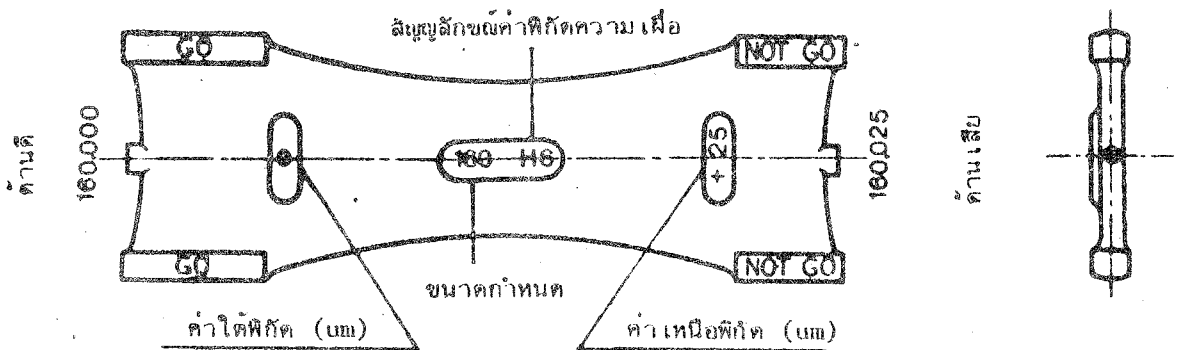 สัญญลักขณ์ค่าพิกัดความเผื่อ
GO
NOT GO
ด้านดี
160.000
160 H6
+25
160.025
ด้านเสีย
GO
NOT GO
ขนาดกำหนด
ค่าใต้พิกัด (um)
ค่าเหนือพิกัด (um)